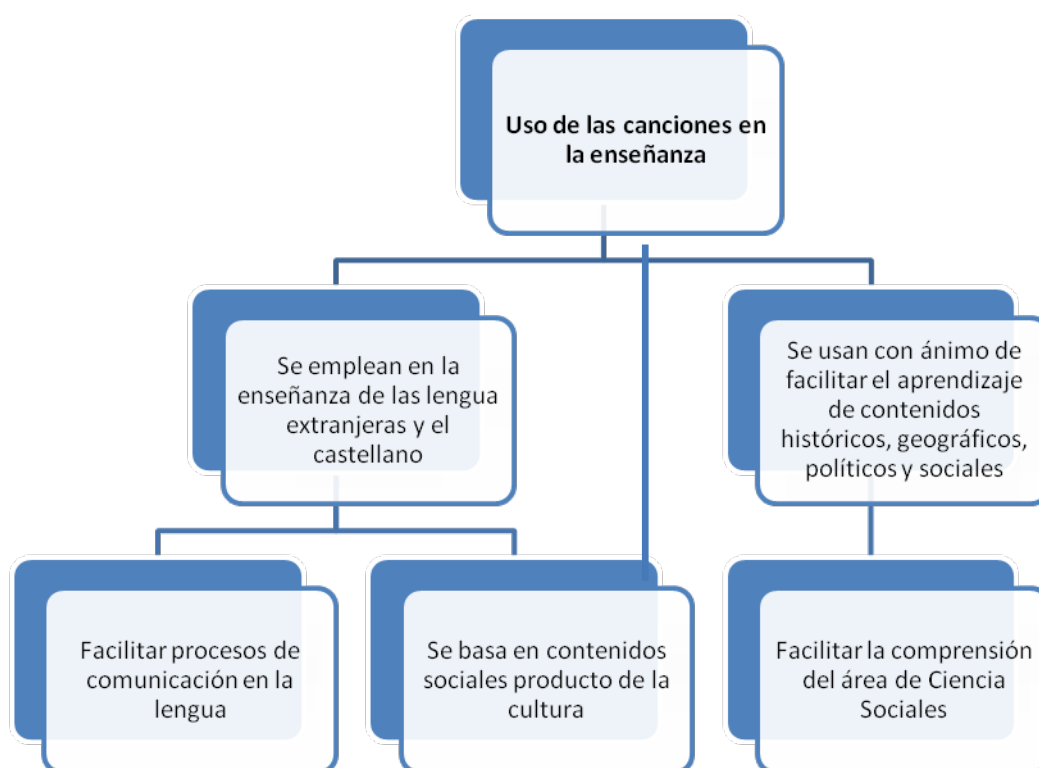 Uso de las canciones en
la enseñanza
Se emplean en la
enseñanza de las lengua
extranjeras y el
castellano
Se usan con ánimo de
facilitar el aprendizaje
de contenidos
históricos, geográficos,
políticos y sociales
Facilitar procesos de
comunicación en la
lengua
Se basa en contenidos
sociales producto de la
cultura
Facilitar la comprensión
del área de Ciencia
Sociales